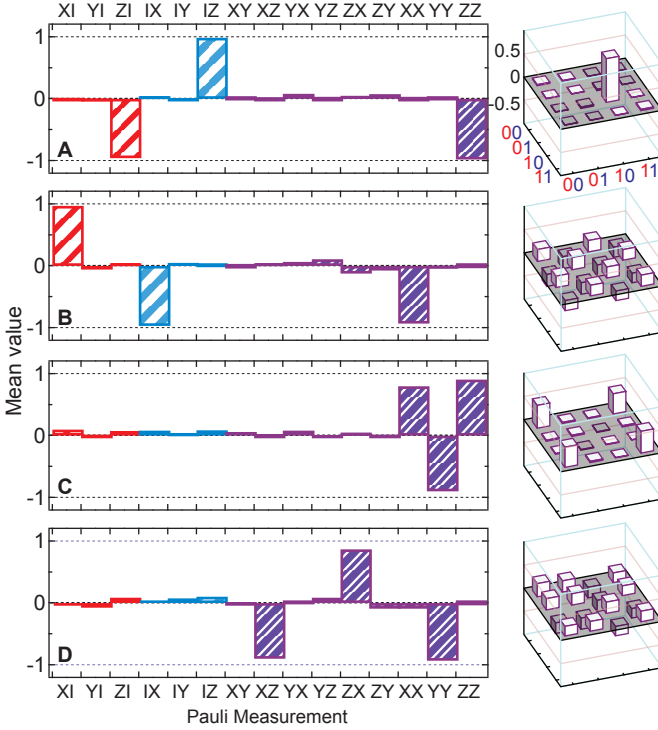 XI YI ZI IX IY IZ XY XZ YX YZ ZX ZY XX YY ZZ
1
0
-1
A
0.5
0
-0.5
00
01
10
11
00 01 10 11
1
0
-1
B
Mean value
1
0
-1
C
1
0
-1
D
XI YI ZI IX IY IZ XY XZ YX YZ ZX ZY XX YY ZZ
Pauli Measurement